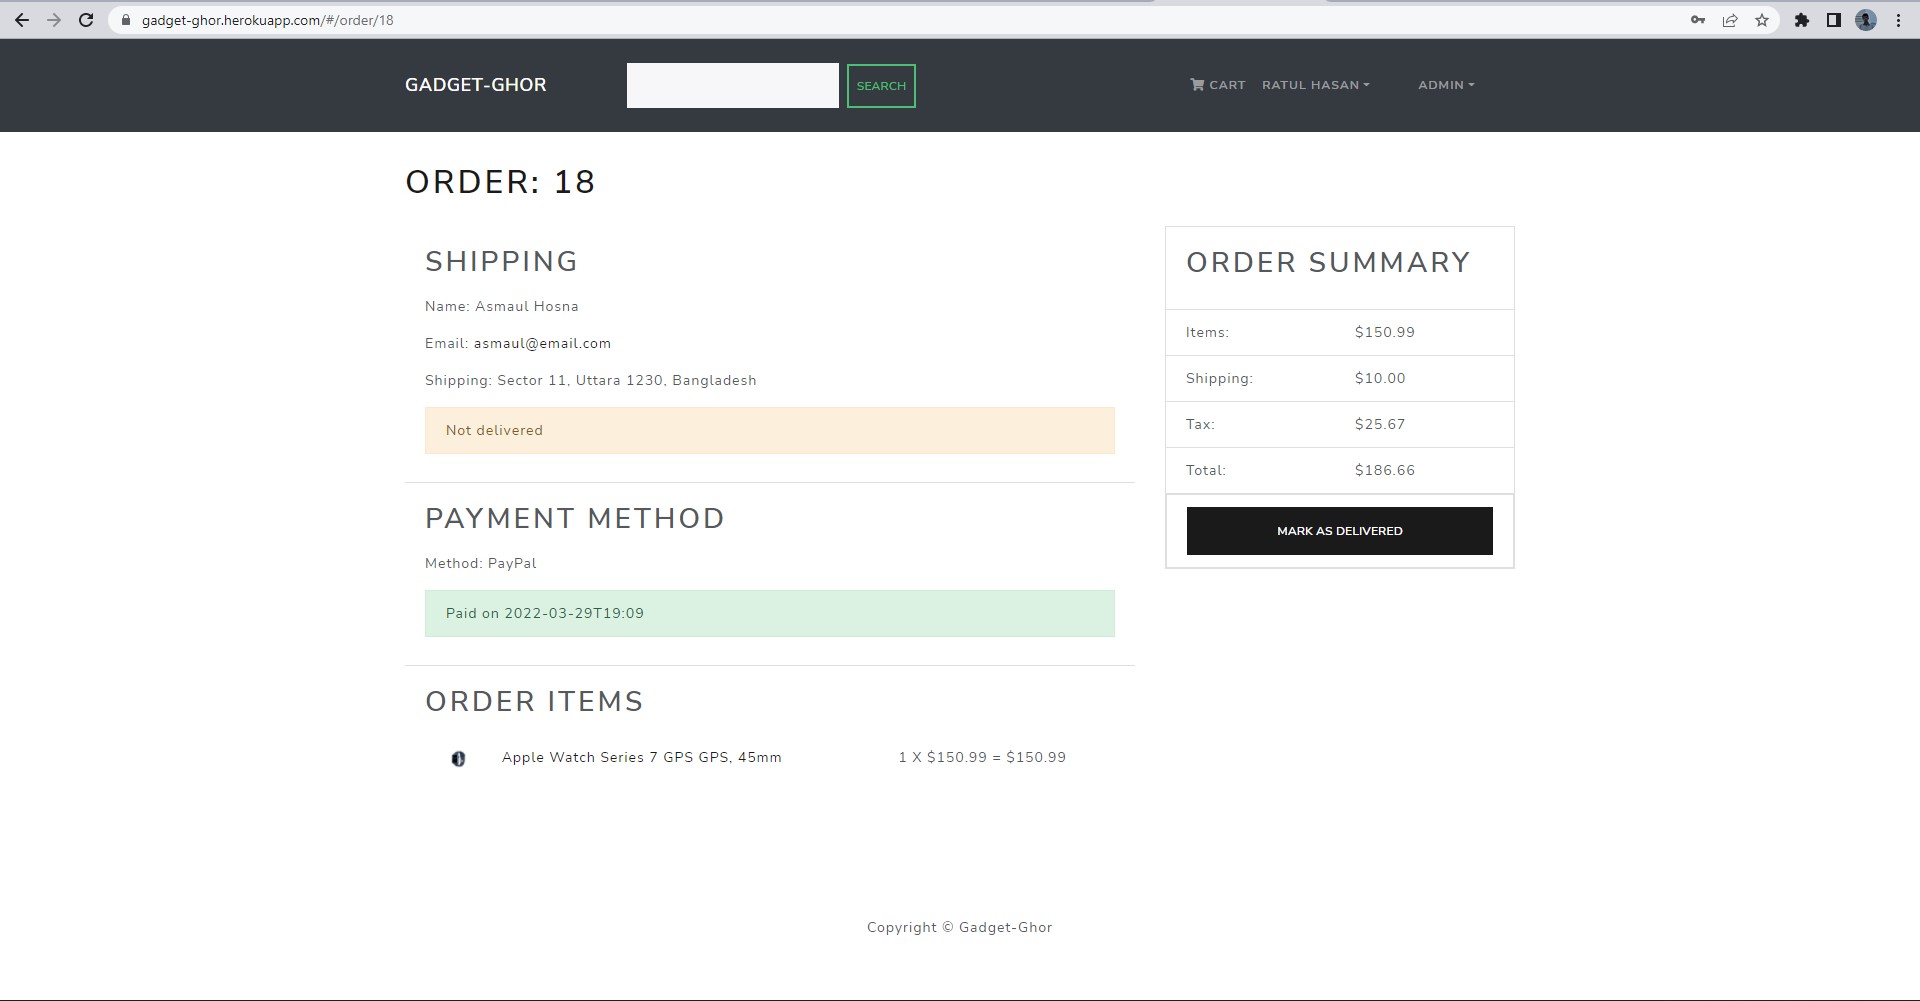 gadget-ghor.herokuapp.com/#/order/18
GADGET-GHOR
SEARCH
CART
RATUL HASAN
ADMIN
ORDER: 18
SHIPPING
Name: Asmaul Hosna
Email: asmaul@email.com
Shipping: Sector 11, Uttara 1230, Bangladesh
Not delivered
PAYMENT METHOD
Method: PayPal
Paid on 2022-03-29T19:09
ORDER ITEMS
Apple Watch Series 7 GPS GPS, 45mm
1 X $150.99 = $150.99
ORDER SUMMARY
Items: $150.99
Shipping: $10.00
Tax: $25.67
Total: $186.66
MARK AS DELIVERED
Copyright © Gadget-Ghor